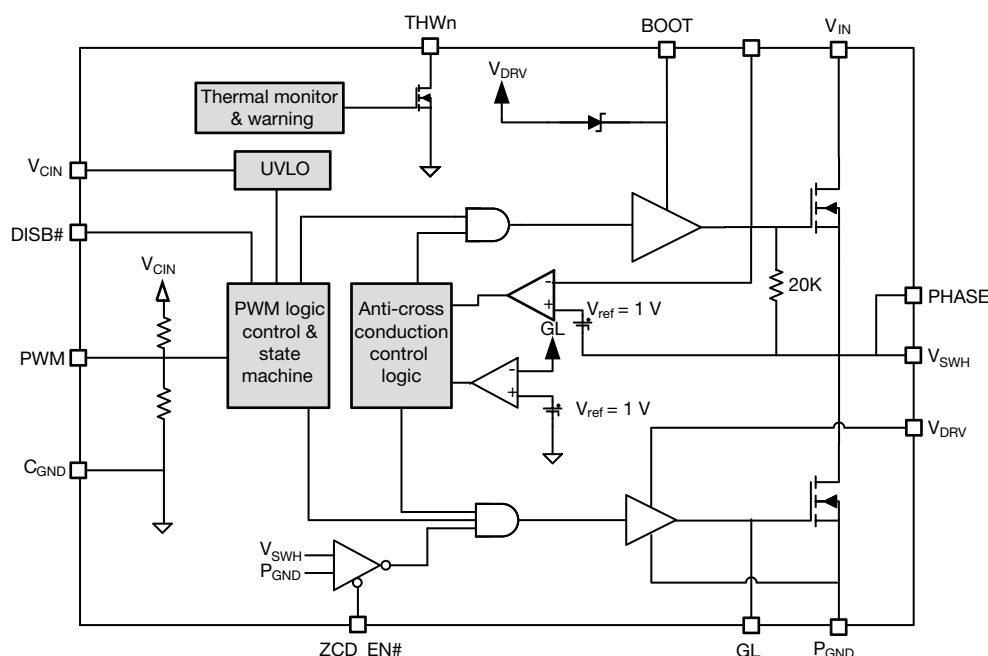 THWn
BOOT
VIN
VDRV
Thermal monitor
& warning
VCIN
UVLO
DISB#
VCIN
PWM logic
control &
state
machine
Anti-cross
conduction
control
logic
-
+
Vref = 1 V
GL
20K
PHASE
PWM
VSWH
-
+
Vref = 1 V
VDRV
CGND
VSWH
PGND
ZCD_EN#
GL
PGND